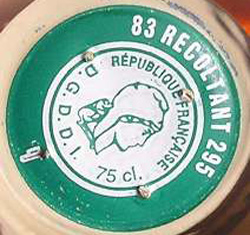 83 RECOLTANT 295
RÉPUBLIQUE FRANÇAISE
D.G.D.D.I.
75 cl.